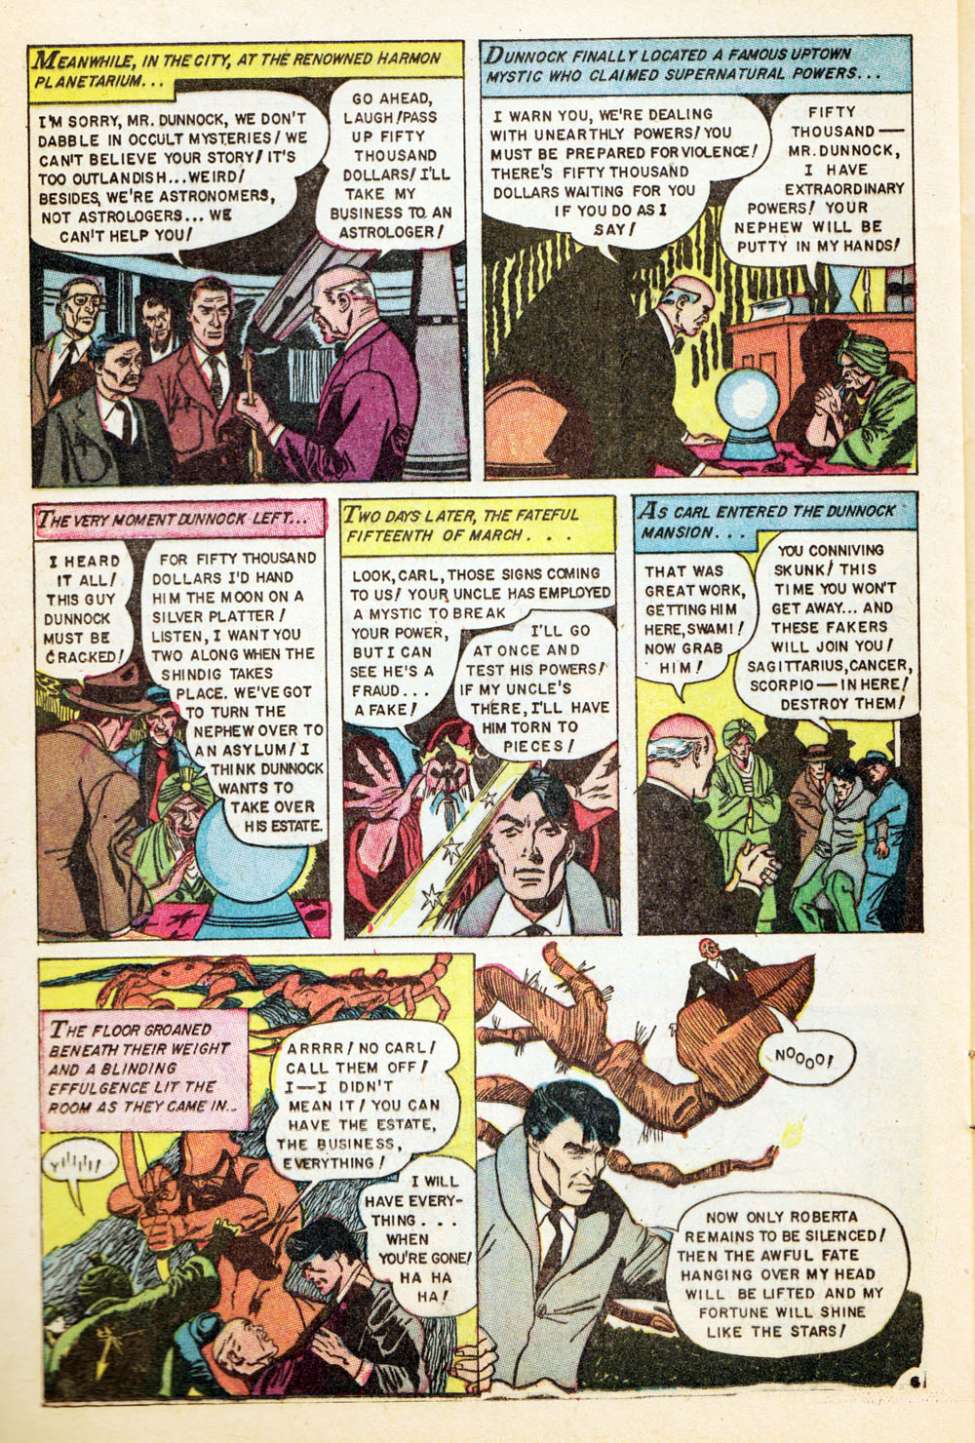 MEANWHILE, IN THE CITY, AT THE RENOWNED HARMON
PLANETARIUM...
I'M SORRY, MR. DUNNOCK, WE DON'T
DABBLE IN OCCULT MYSTERIES! WE
CAN'T BELIEVE YOUR STORY! IT'S
TOO OUTLANDISH...WEIRD!
BESIDES, WE'RE ASTRONOMERS,
NOT ASTROLOGERS... WE
CAN'T HELP YOU!
GO AHEAD,
LAUGH! PASS
UP FIFTY
THOUSAND
DOLLARS! I'LL
TAKE MY
BUSINESS TO AN
ASTROLOGER!
DUNNOCK FINALLY LOCATED A FAMOUS UPTOWN
MYSTIC WHO CLAIMED SUPERNATURAL POWERS...
I WARN YOU, WE'RE DEALING
WITH UNEARTHLY POWERS! YOU
MUST BE PREPARED FOR VIOLENCE!
THERE'S FIFTY THOUSAND
DOLLARS WAITING FOR YOU
IF YOU DO AS I
SAY!
FIFTY
THOUSAND—
MR. DUNNOCK,
I HAVE
EXTRAORDINARY
POWERS! YOUR
NEPHEW WILL BE
PUTTY IN MY HANDS!
THE VERY MOMENT DUNNOCK LEFT...
I HEARD
IT ALL!
THIS GUY
DUNNOCK
MUST BE
CRACKED!
FOR FIFTY THOUSAND
DOLLARS I'D HAND
HIM THE MOON ON A
SILVER PLATTER!
LISTEN, I WANT YOU
TWO ALONG WHEN THE
SHINDIG TAKES
PLACE. WE'VE GOT
TO TURN THE
NEPHEW OVER TO
AN ASYLUM! I
THINK DUNNOCK
WANTS TO
TAKE OVER
HIS ESTATE.
TWO DAYS LATER, THE FATEFUL
FIFTEENTH OF MARCH...
LOOK, CARL, THOSE SIGNS COMING
TO US! YOUR UNCLE HAS EMPLOYED
A MYSTIC TO BREAK
YOUR POWER,
BUT I CAN
SEE HE'S A
FRAUD...
A FAKE!
I'LL GO
AT ONCE AND
TEST HIS POWERS!
IF MY UNCLE'S
THERE, I'LL HAVE
HIM TORN TO
PIECES!
AS CARL ENTERED THE DUNNOCK
MANSION...
THAT WAS
GREAT WORK,
GETTING HIM
HERE, SWAMI!
NOW GRAB
HIM!
YOU CONNIVING
SKUNK! THIS
TIME YOU WON'T
GET AWAY... AND
THESE FAKERS
WILL JOIN YOU!
SAGITTARIUS, CANCER,
SCORPIO—IN HERE!
DESTROY THEM!
THE FLOOR GROANED
BENEATH THEIR WEIGHT
AND A BLINDING
EFFULGENCE LIT THE
ROOM AS THEY CAME IN...
YIIIIII!
ARRRR! NO CARL!
CALL THEM OFF!
I—I DIDN'T
MEAN IT! YOU CAN
HAVE THE ESTATE,
THE BUSINESS,
EVERYTHING!
I WILL
HAVE EVERY-
THING...
WHEN
YOU'RE GONE!
HA HA
HA!
NOOOO!
NOW ONLY ROBERTA
REMAINS TO BE SILENCED!
THEN THE AWFUL FATE
HANGING OVER MY HEAD
WILL BE LIFTED AND MY
FORTUNE WILL SHINE
LIKE THE STARS!
6